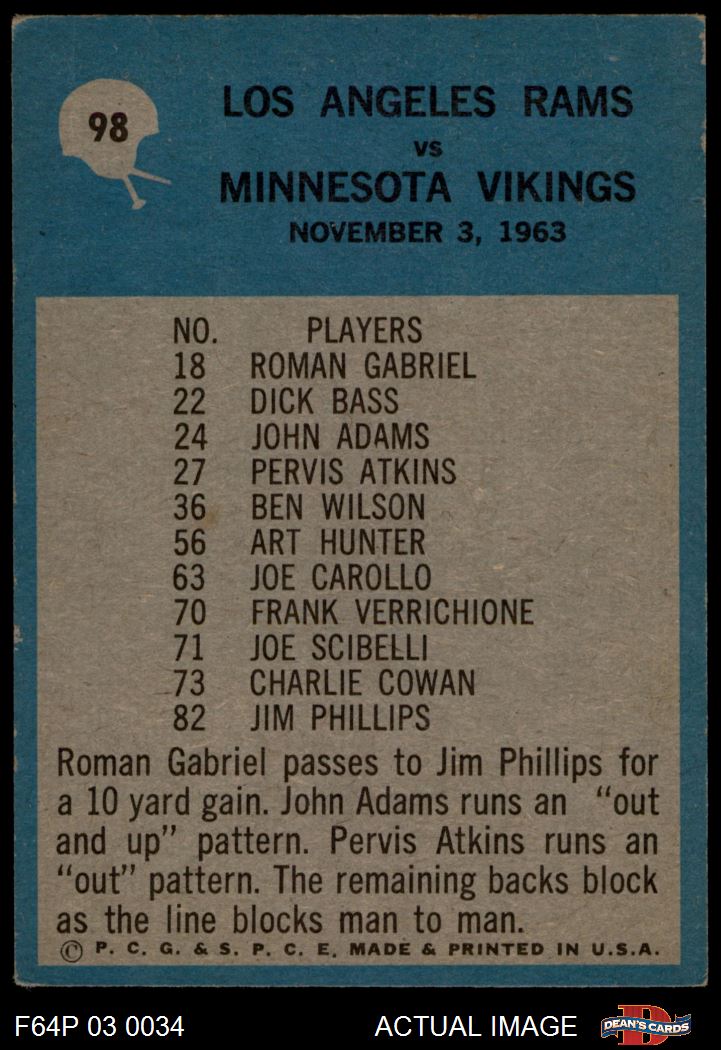 98
LOS ANGELES RAMS
VS
MINNESOTA VIKINGS
NOVEMBER 3, 1963
NO. PLAYERS
18 ROMAN GABRIEL
22 DICK BASS
24 JOHN ADAMS
27 PERVIS ATKINS
36 BEN WILSON
56 ART HUNTER
63 JOE CAROLLO
70 FRANK VERRICHIONE
71 JOE SCIBELLI
73 CHARLIE COWAN
82 JIM PHILLIPS
Roman Gabriel passes to Jim Phillips for
a 10 yard gain. John Adams runs an “out
and up” pattern. Pervis Atkins runs an
“out” pattern. The remaining backs block
as the line blocks man to man.
© P. C. G. & S. P. C. E. MADE & PRINTED IN U.S.A.
F64P 03 0034 ACTUAL IMAGE
D
DEAN'S CARDS